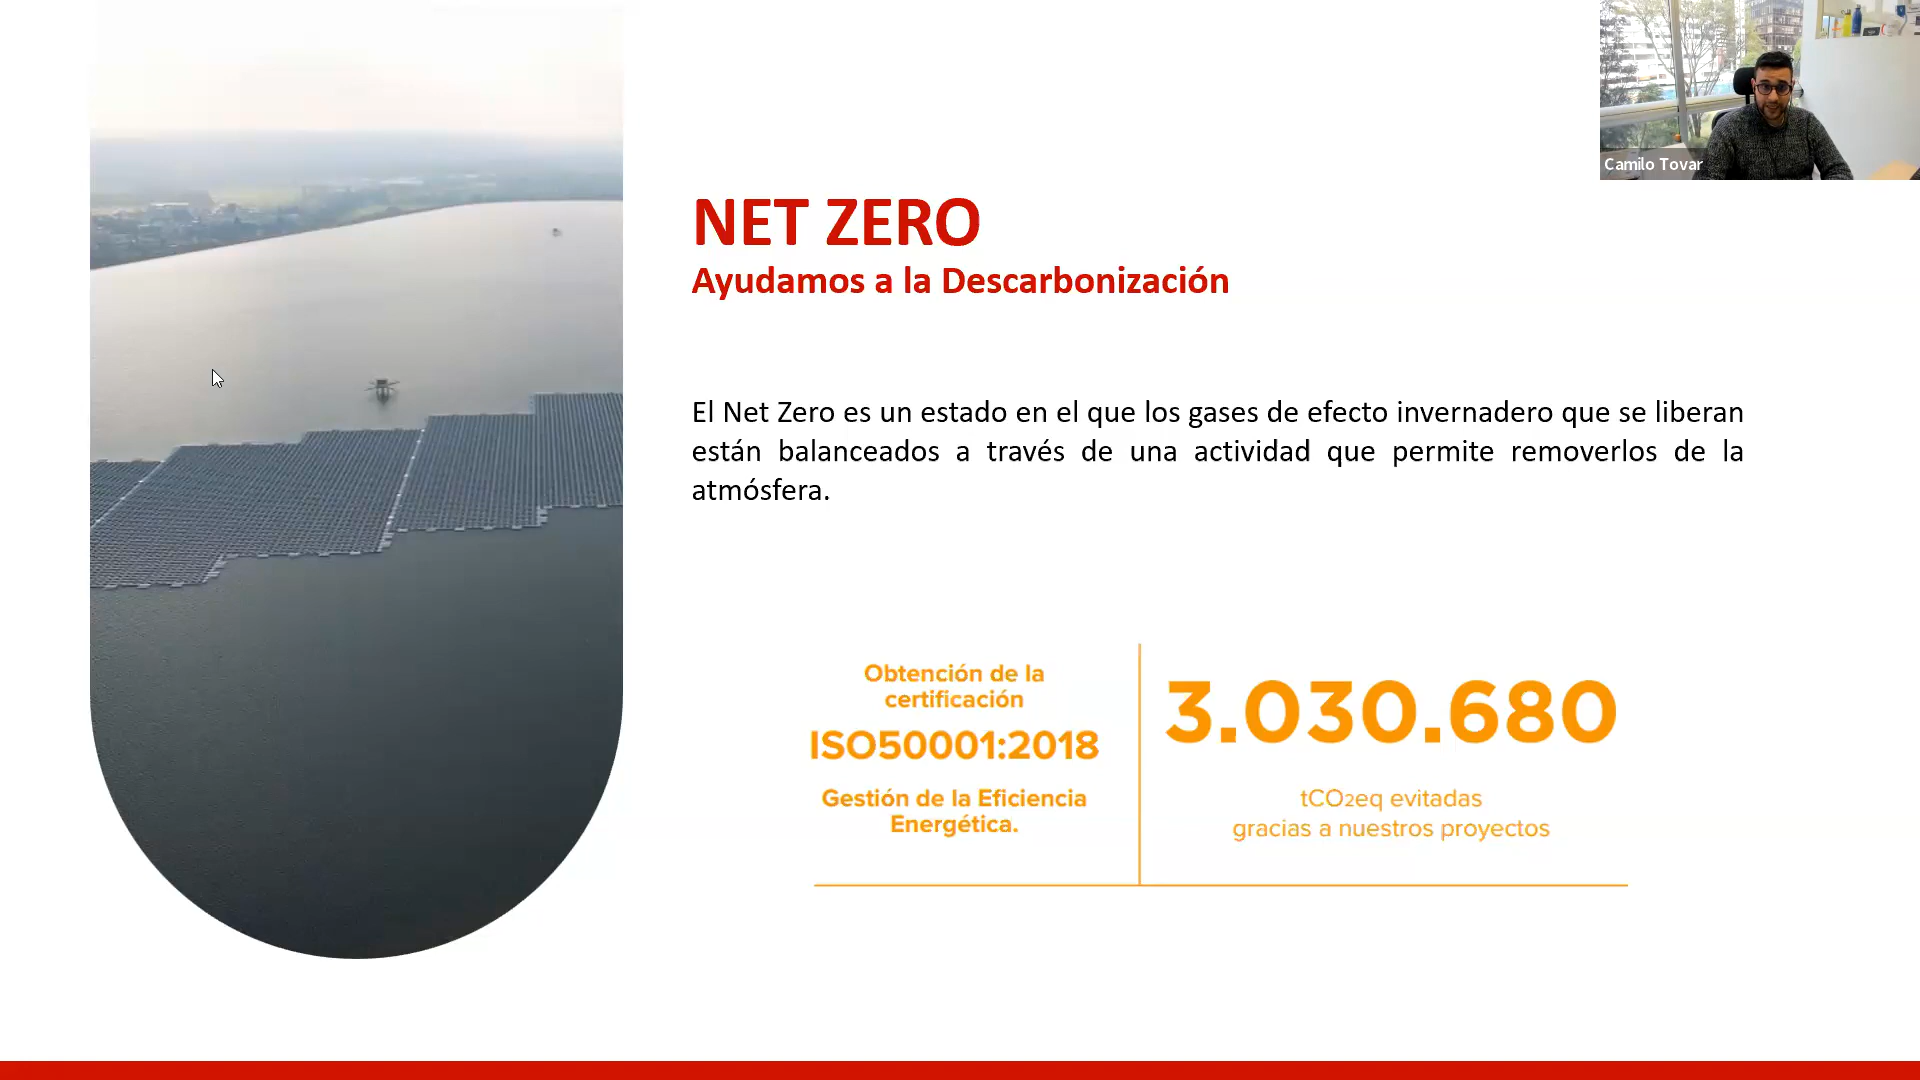 Camilo Tovar
NET ZERO
Ayudamos a la Descarbonización
El Net Zero es un estado en el que los gases de efecto invernadero que se liberan
están balanceados a través de una actividad que permite removerlos de la
atmósfera.
Obtención de la
certificación
ISO50001:2018
Gestión de la Eficiencia
Energética.
3.030.680
tCO2eq evitadas
gracias a nuestros proyectos